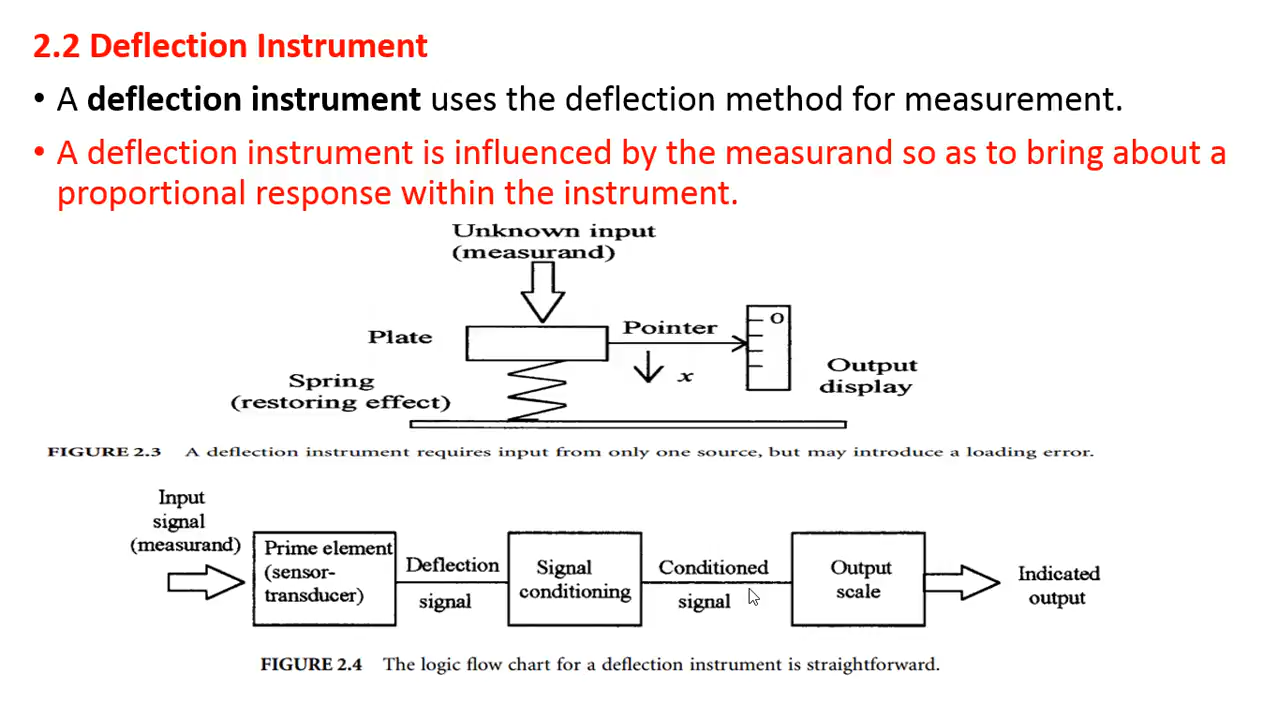 2.2 Deflection Instrument
• A deflection instrument uses the deflection method for measurement.
• A deflection instrument is influenced by the measurand so as to bring about a
proportional response within the instrument.
Unknown input
(measurand)
Plate
Pointer
O
x
Output
display
Spring
(restoring effect)
FIGURE 2.3 A deflection instrument requires input from only one source, but may introduce a loading error.
Input
signal
(measurand)
Prime element
(sensor-
transducer)
Deflection
signal
Signal
conditioning
Conditioned
signal
Output
scale
Indicated
output
FIGURE 2.4 The logic flow chart for a deflection instrument is straightforward.